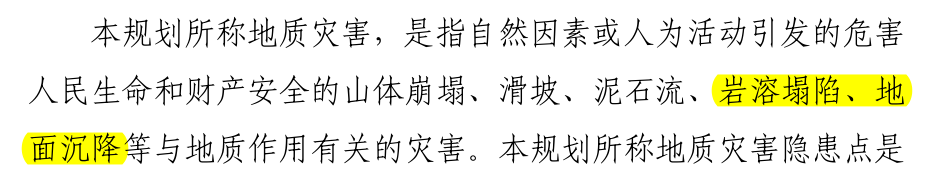 本规划所称地质灾害，是指自然因素或人为活动引发的危害
人民生命和财产安全的山体崩塌、滑坡、泥石流、岩溶塌陷、地
面沉降等与地质作用有关的灾害。本规划所称地质灾害隐患点是